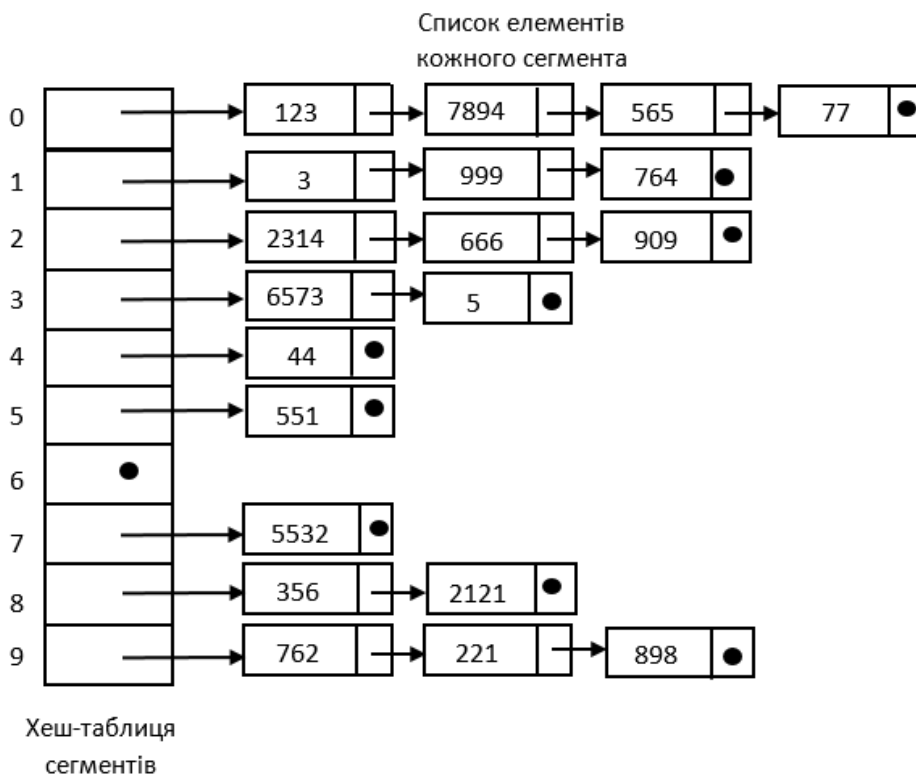 Список елементів
кожного сегмента
0 123 7894 565 77
1 3 999 764
2 2314 666 909
3 6573 5
4 44
5 551
6
7 5532
8 356 2121
9 762 221 898
Хеш-таблиця
сегментів